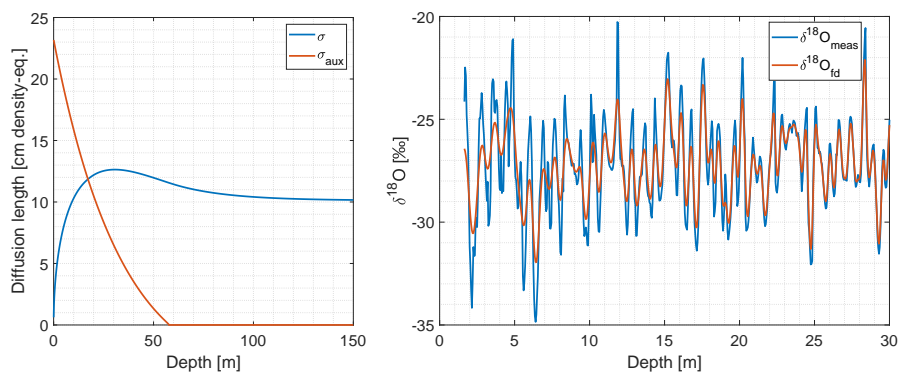 25
20
15
10
5
0
0
50
100
150
Depth [m]
Diffusion length [cm density-eq.]
σ
σaux
-20
-25
-30
-35
0
5
10
15
20
25
30
Depth [m]
δ18O [‰]
δ18Omeas
δ18Ofd